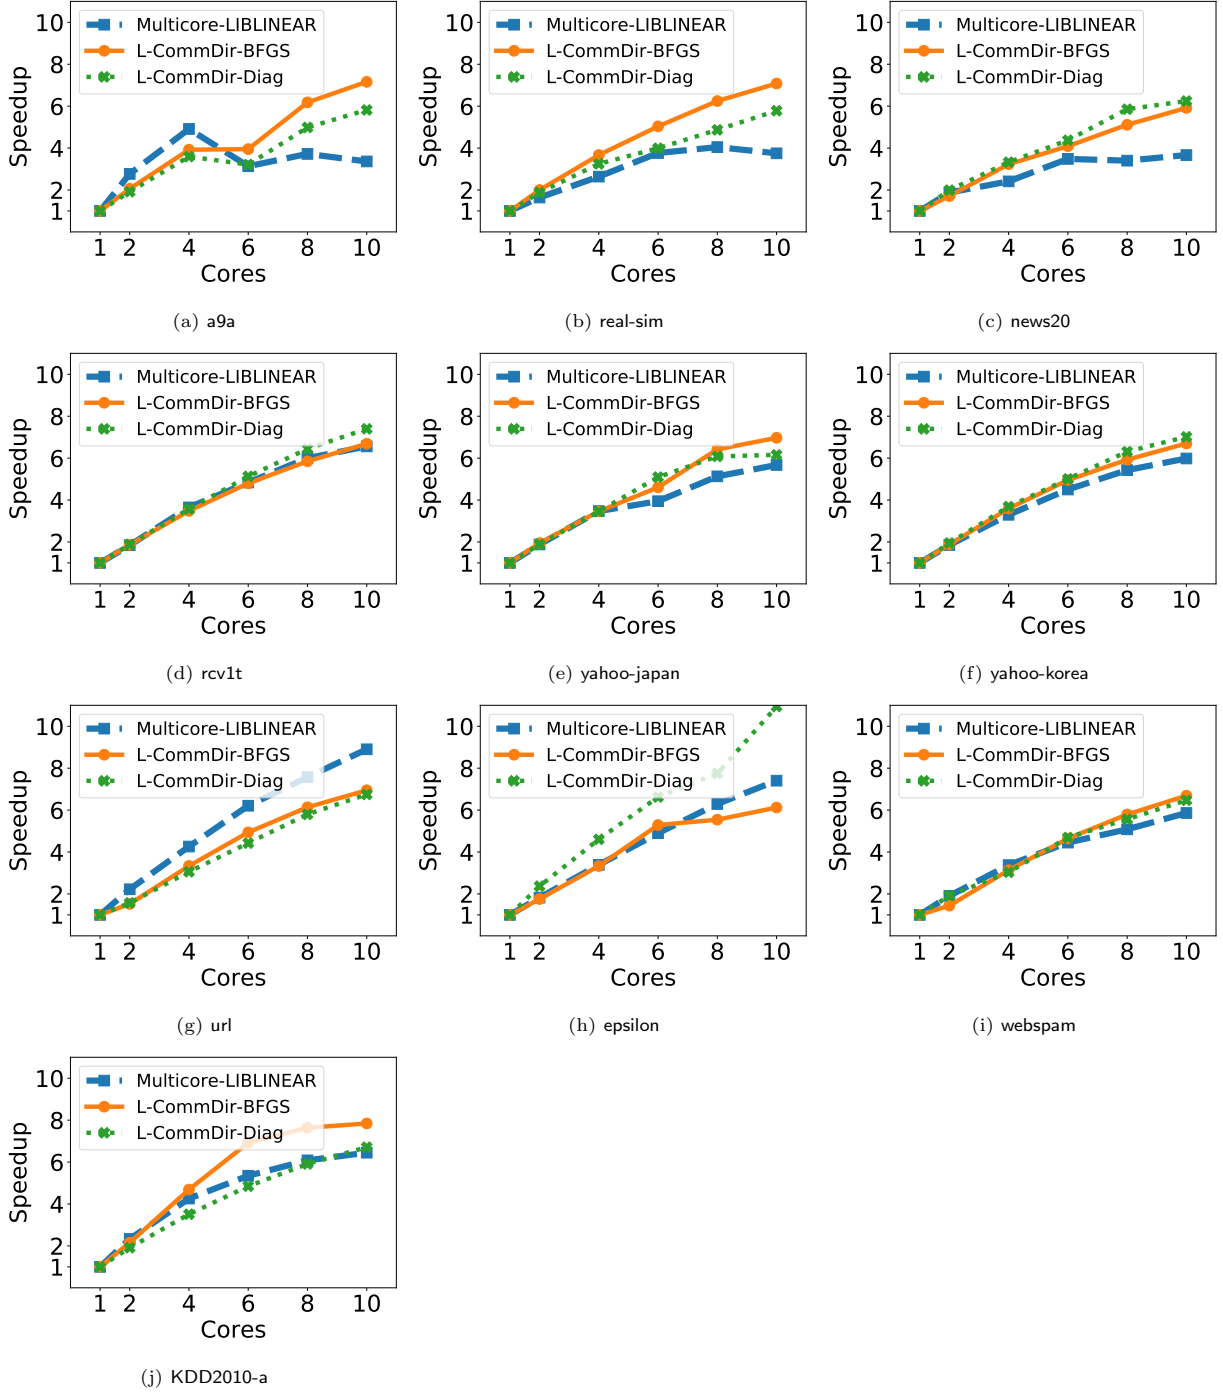 10
8
6
4
2
1
Speedup
Multicore-LIBLINEAR
L-CommDir-BFGS
L-CommDir-Diag
1 2 4 6 8 10
Cores
(a) a9a
10
8
6
4
2
1
Speedup
Multicore-LIBLINEAR
L-CommDir-BFGS
L-CommDir-Diag
1 2 4 6 8 10
Cores
(b) real-sim
10
8
6
4
2
1
Speedup
Multicore-LIBLINEAR
L-CommDir-BFGS
L-CommDir-Diag
1 2 4 6 8 10
Cores
(c) news20
10
8
6
4
2
1
Speedup
Multicore-LIBLINEAR
L-CommDir-BFGS
L-CommDir-Diag
1 2 4 6 8 10
Cores
(d) rcv1t
10
8
6
4
2
1
Speedup
Multicore-LIBLINEAR
L-CommDir-BFGS
L-CommDir-Diag
1 2 4 6 8 10
Cores
(e) yahoo-japan
10
8
6
4
2
1
Speedup
Multicore-LIBLINEAR
L-CommDir-BFGS
L-CommDir-Diag
1 2 4 6 8 10
Cores
(f) yahoo-korea
10
8
6
4
2
1
Speedup
Multicore-LIBLINEAR
L-CommDir-BFGS
L-CommDir-Diag
1 2 4 6 8 10
Cores
(g) url
10
8
6
4
2
1
Speedup
Multicore-LIBLINEAR
L-CommDir-BFGS
L-CommDir-Diag
1 2 4 6 8 10
Cores
(h) epsilon
10
8
6
4
2
1
Speedup
Multicore-LIBLINEAR
L-CommDir-BFGS
L-CommDir-Diag
1 2 4 6 8 10
Cores
(i) webspam
10
8
6
4
2
1
Speedup
Multicore-LIBLINEAR
L-CommDir-BFGS
L-CommDir-Diag
1 2 4 6 8 10
Cores
(j) KDD2010-a